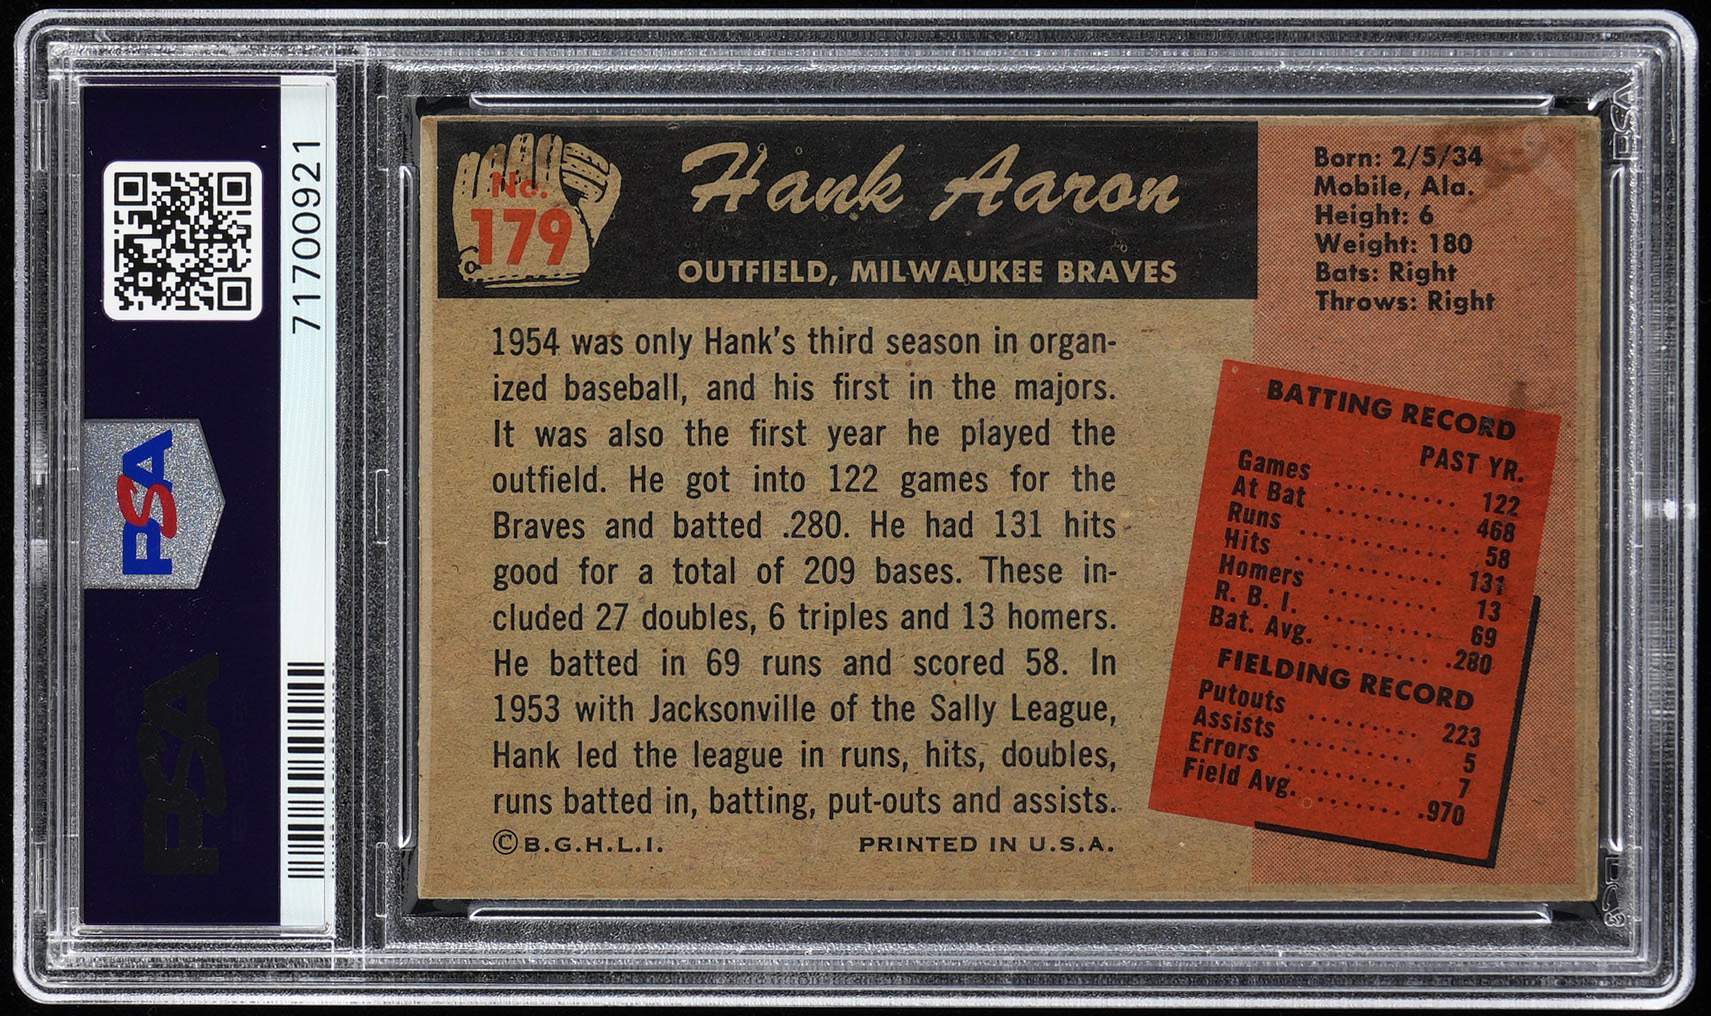 71700921
PSA
PSA
No.
179
Hank Aaron
OUTFIELD, MILWAUKEE BRAVES
Born: 2/5/34
Mobile, Ala.
Height: 6
Weight: 180
Bats: Right
Throws: Right
1954 was only Hank's third season in organ-
ized baseball, and his first in the majors.
It was also the first year he played the
outfield. He got into 122 games for the
Braves and batted .280. He had 131 hits
good for a total of 209 bases. These in-
cluded 27 doubles, 6 triples and 13 homers.
He batted in 69 runs and scored 58. In
1953 with Jacksonville of the Sally League,
Hank led the league in runs, hits, doubles,
runs batted in, batting, put-outs and assists.
© B.G.H.L.I. PRINTED IN U.S.A.
BATTING RECORD
PAST YR.
Games .......... 122
At Bat .......... 468
Runs .......... 58
Hits .......... 131
Homers .......... 13
R. B. I. .......... 69
Bat. Avg. .......... .280
FIELDING RECORD
Putouts .......... 223
Assists .......... 5
Errors .......... 7
Field Avg. .......... .970
PSA